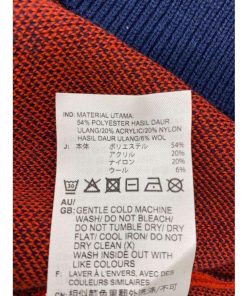 IND: MATERIAL UTAMA:
54% POLYESTER HASIL DAUR
ULANG/20% ACRYLIC/20% NYLON
HASIL DAUR ULANG/6% WOL
J. 本体 ポリエステル 54%
アクリル 20%
ナイロン 20%
ウール 6%
30
AU/
GB: GENTLE COLD MACHINE
WASH/ DO NOT BLEACH/
DO NOT TUMBLE DRY/ DRY
FLAT/ COOL IRON/ DO NOT
DRY CLEAN (X)
WASH INSIDE OUT WITH
LIKE COLOURS
F. LAVER À L'ENVERS, AVEC DES